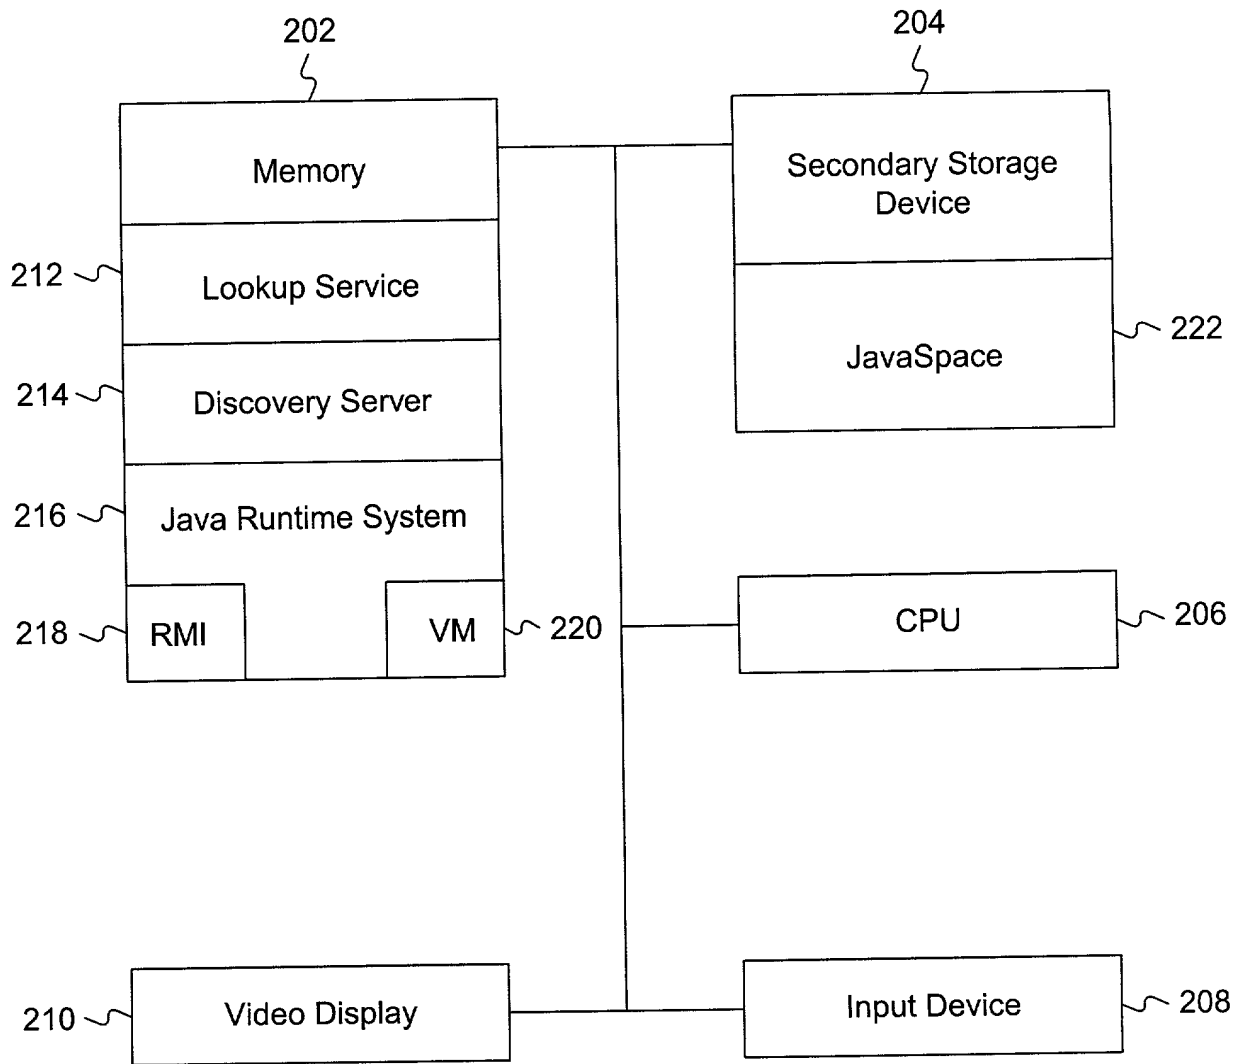 202
204
Memory
Secondary Storage
Device
212
Lookup Service
222
JavaSpace
214
Discovery Server
216
Java Runtime System
218
RMI
VM
220
CPU
206
210
Video Display
Input Device
208